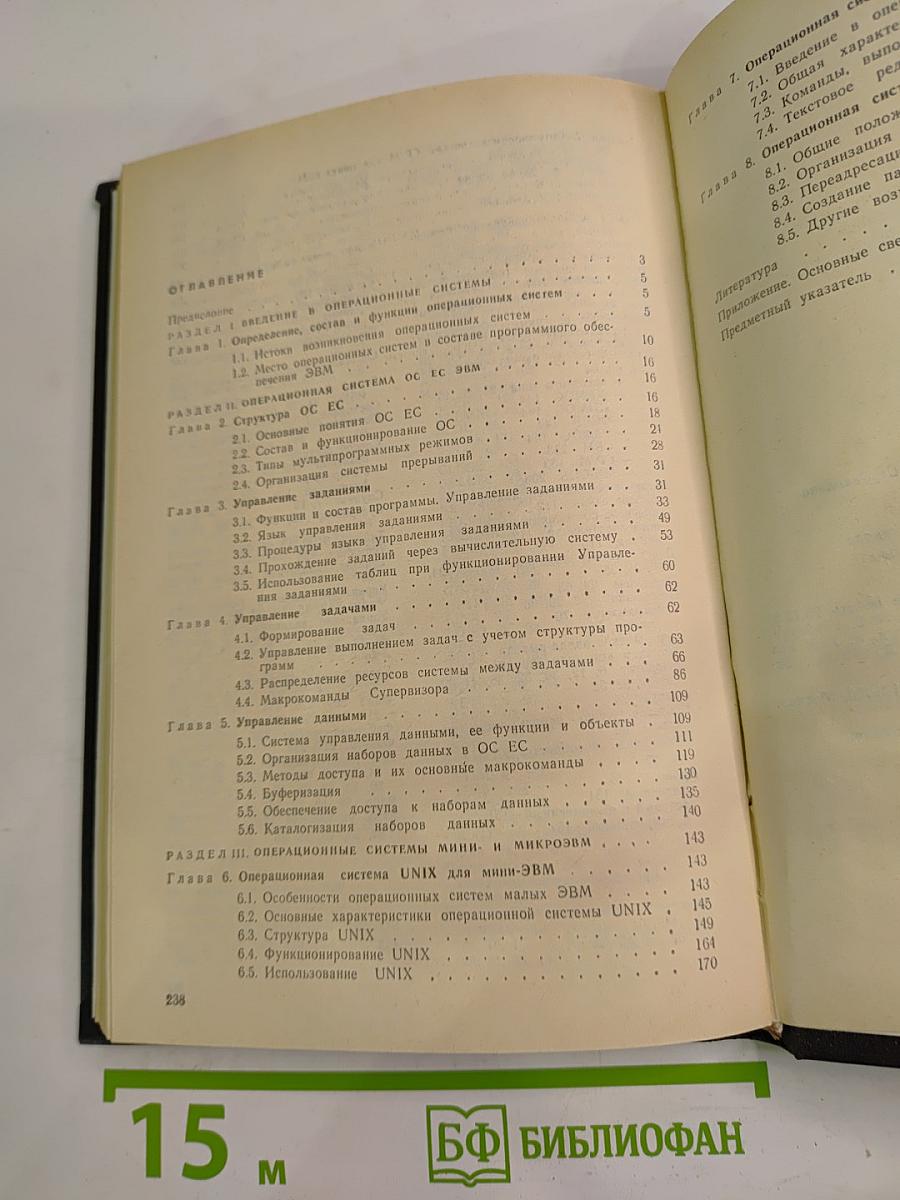 ОГЛАВЛЕНИЕ
Предисловие . . . . . . . . . . . . . . 3
РАЗДЕЛ I. ВВЕДЕНИЕ В ОПЕРАЦИОННЫЕ СИСТЕМЫ . . . . . . . 5
Глава 1. Определение, состав и функции операционных систем . . . 5
1.1. Истоки возникновения операционных систем . . . . . 5
1.2. Место операционных систем в составе программного обес-
печения ЭВМ . . . . . . . . . . . . 10
РАЗДЕЛ II. ОПЕРАЦИОННАЯ СИСТЕМА ОС ЕС ЭВМ . . . . . . . 16
Глава 2. Структура ОС ЕС . . . . . . . . . . . . 16
2.1. Основные понятия ОС ЕС . . . . . . . . 16
2.2. Состав и функционирование ОС . . . . . . . 18
2.3. Типы мультипрограммных режимов . . . . . . 21
2.4. Организация системы прерываний . . . . . . 28
Глава 3. Управление заданиями . . . . . . . . . . 31
3.1. Функции и состав программы. Управление заданиями . . 31
3.2. Язык управления заданиями . . . . . . . . 33
3.3. Процедуры языка управления заданиями . . . . . 49
3.4. Прохождение заданий через вычислительную систему . 53
3.5. Использование таблиц при функционировании Управле-
ния заданиями . . . . . . . . . . . 60
Глава 4. Управление задачами . . . . . . . . . . 62
4.1. Формирование задач . . . . . . . . . 62
4.2. Управление выполнением задач с учетом структуры про-
грамм . . . . . . . . . . . . . 63
4.3. Распределение ресурсов системы между задачами . . . 66
4.4. Макрокоманды Супервизора . . . . . . . . 86
Глава 5. Управление данными . . . . . . . . . . 109
5.1. Система управления данными, ее функции и объекты . 109
5.2. Организация наборов данных в ОС ЕС . . . . . 111
5.3. Методы доступа и их основные макрокоманды . . . . 119
5.4. Буферизация . . . . . . . . . . . 130
5.5. Обеспечение доступа к наборам данных . . . . . 135
5.6. Каталогизация наборов данных . . . . . . . 140
РАЗДЕЛ III. ОПЕРАЦИОННЫЕ СИСТЕМЫ МИНИ- И МИКРОЭВМ . . . . 143
Глава 6. Операционная система UNIX для мини-ЭВМ . . . . . 143
6.1. Особенности операционных систем малых ЭВМ . . . . 143
6.2. Основные характеристики операционной системы UNIX . 145
6.3. Структура UNIX . . . . . . . . . . 149
6.4. Функционирование UNIX . . . . . . . . 164
6.5. Использование UNIX . . . . . . . . . 170
238
Глава 7. Операционная
7.1. Введение в
7.2. Общая
7.3. Команды,
7.4. Текстовое
Глава 8. Операционная
8.1. Общие
8.2. Организация
8.3.
8.4. Создание
8.5. Другие
Литература . . . .
Приложение. Основные
Предметный указатель .
15 м
БФ БИБЛИОФАН